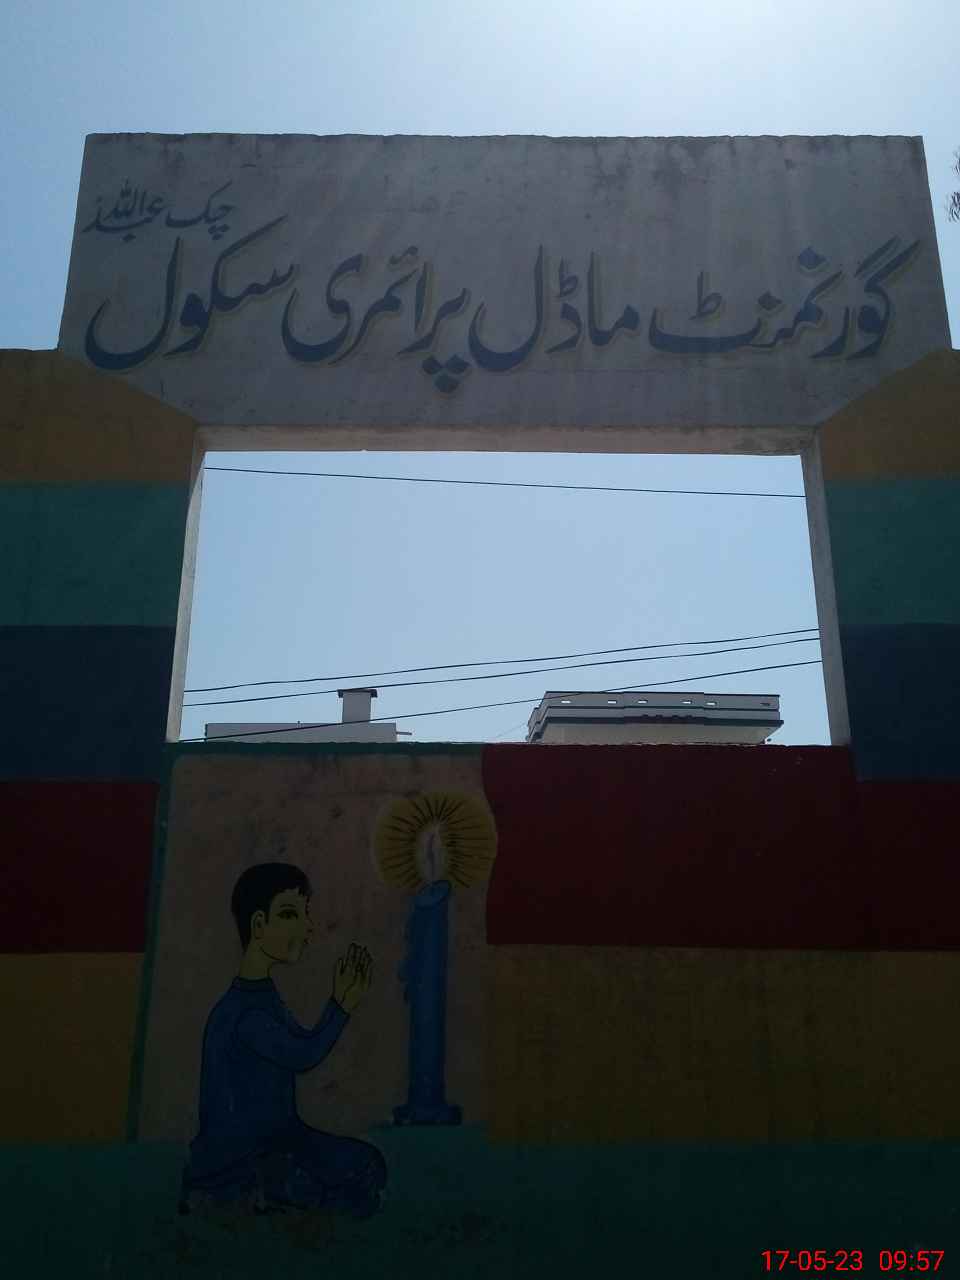 چک عبداللہ
گورنمنٹ ماڈل پرائمری سکول
17-05-23 09:57